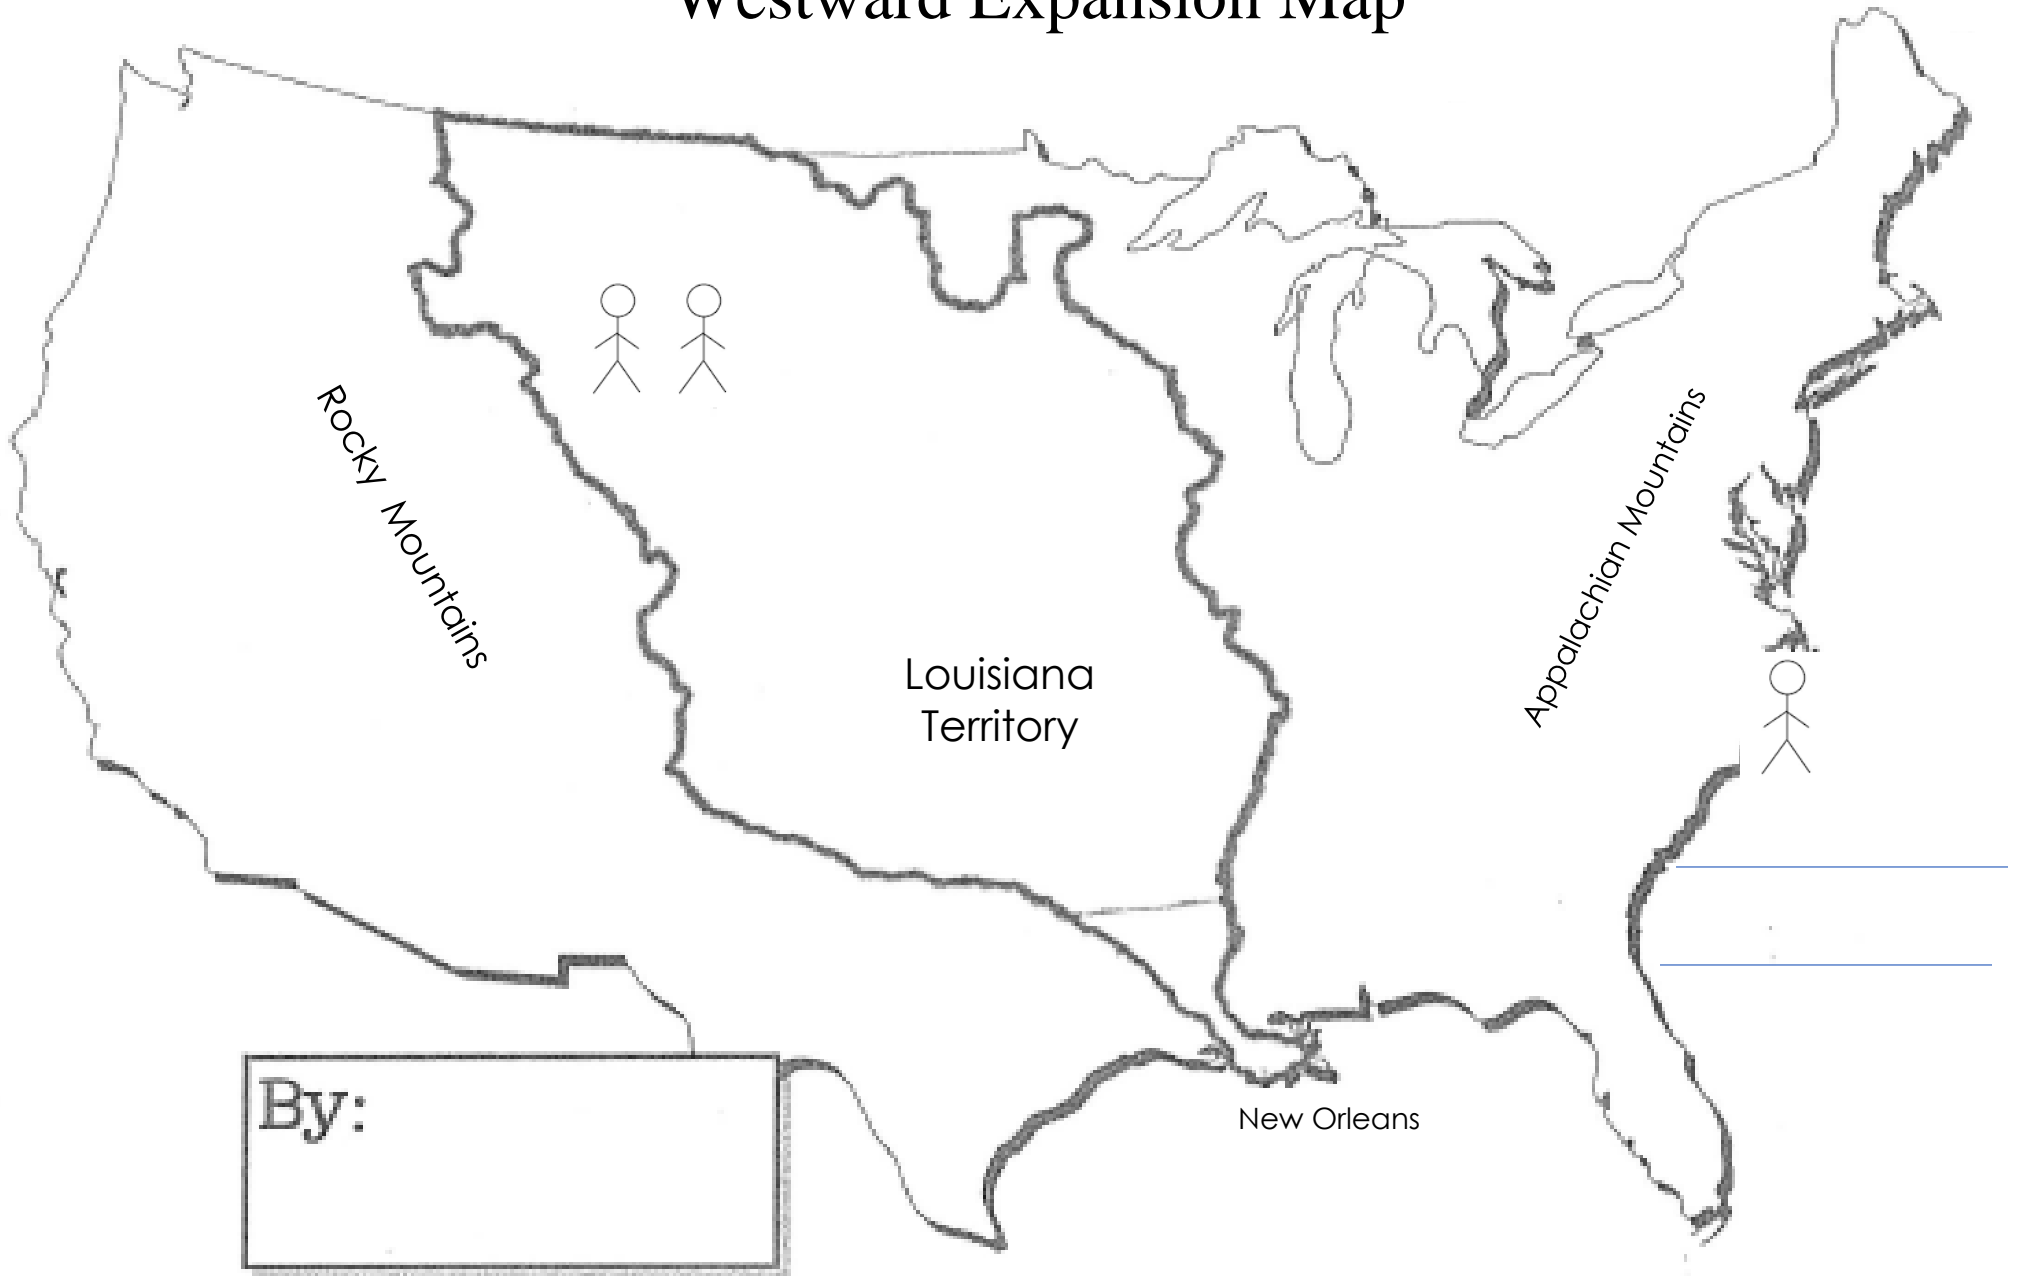 Westward Expansion Map
Rocky Mountains
Appalachian Mountains
Louisiana
Territory
New Orleans
By: